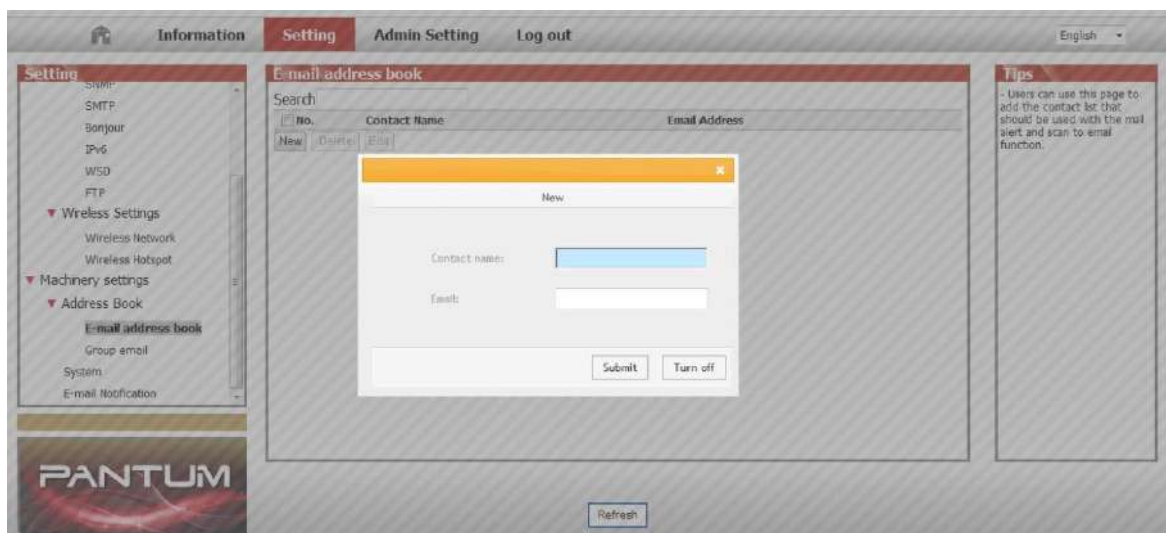 Information Setting Admin Setting Log out English
Setting
SNMP
SMTP
Bonjour
IPv6
WSD
FTP
Wireless Settings
Wireless Network
Wireless Hotspot
Machinery settings
Address Book
E-mail address book
Group email
System
E-mail Notification
PANTUM
E-mail address book
Search
No. Contact Name Email Address
New Delete Edit
New
Contact name:
Email:
Submit Turn off
Refresh
Tips
- Users can use this page to
add the contact list that
should be used with the mail
alert and scan to email
function.